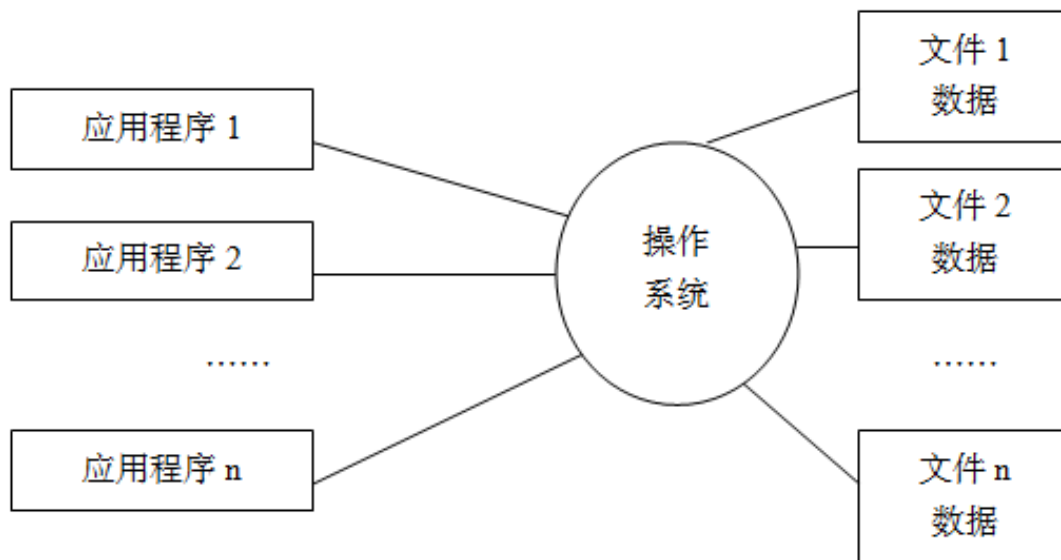 应用程序 1
应用程序 2
……
应用程序 n
操作
系统
文件 1
数据
文件 2
数据
……
文件 n
数据